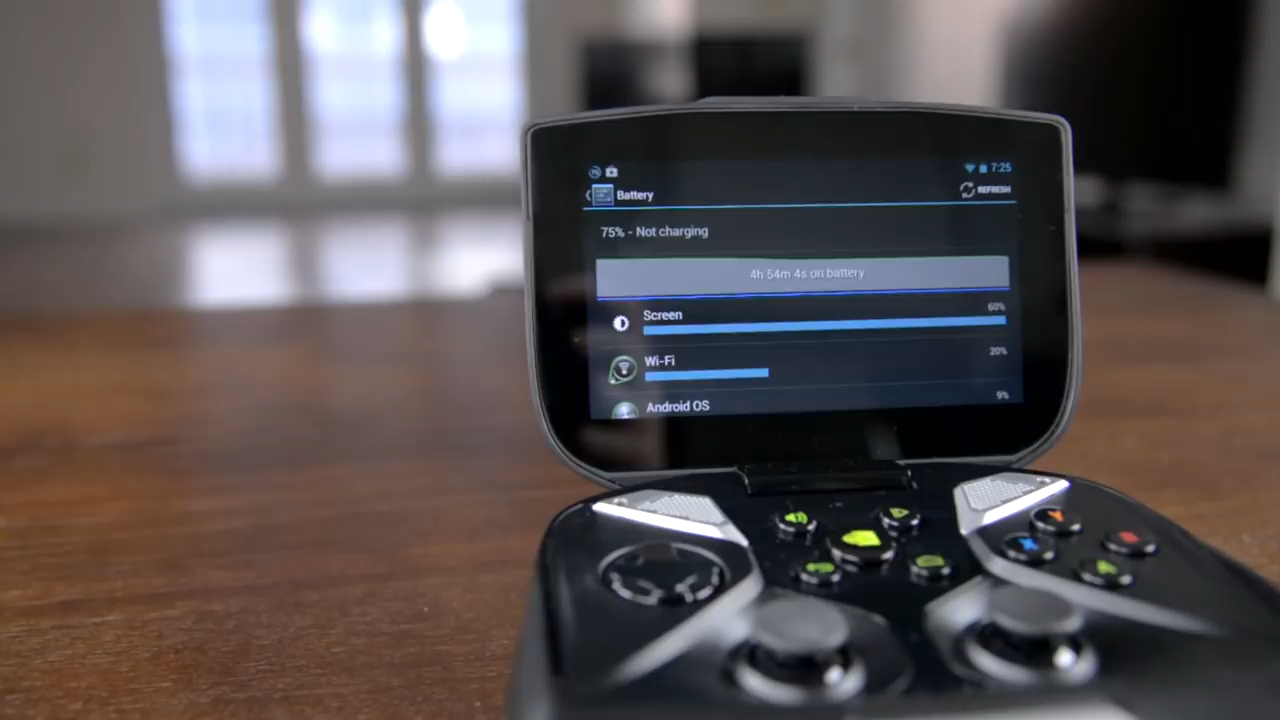 7:25
Battery
REFRESH
75% - Not charging
4h 54m 4s on battery
Screen
60%
Wi-Fi
20%
Android OS
9%
Y
X
B
A